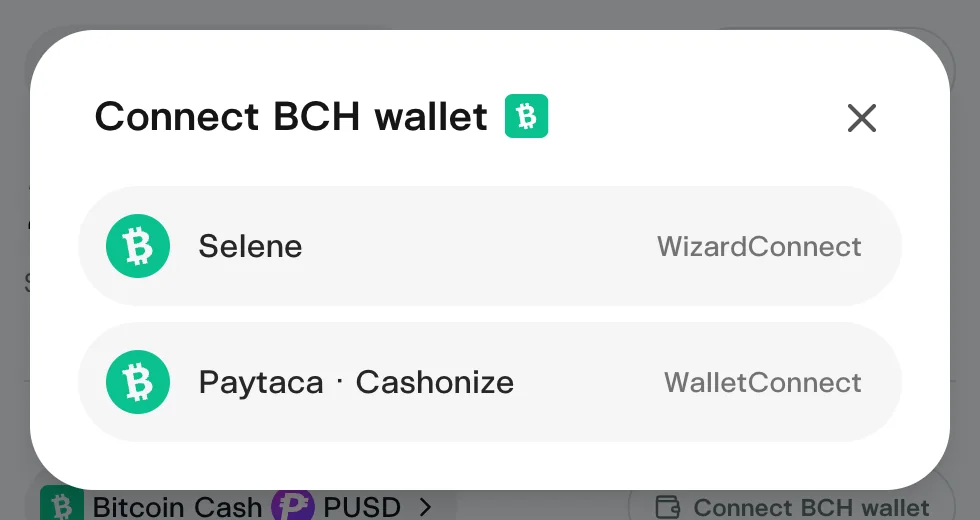 Connect BCH wallet
Selene WizardConnect
Paytaca · Cashonize WalletConnect
Bitcoin Cash PUSD > Connect BCH wallet